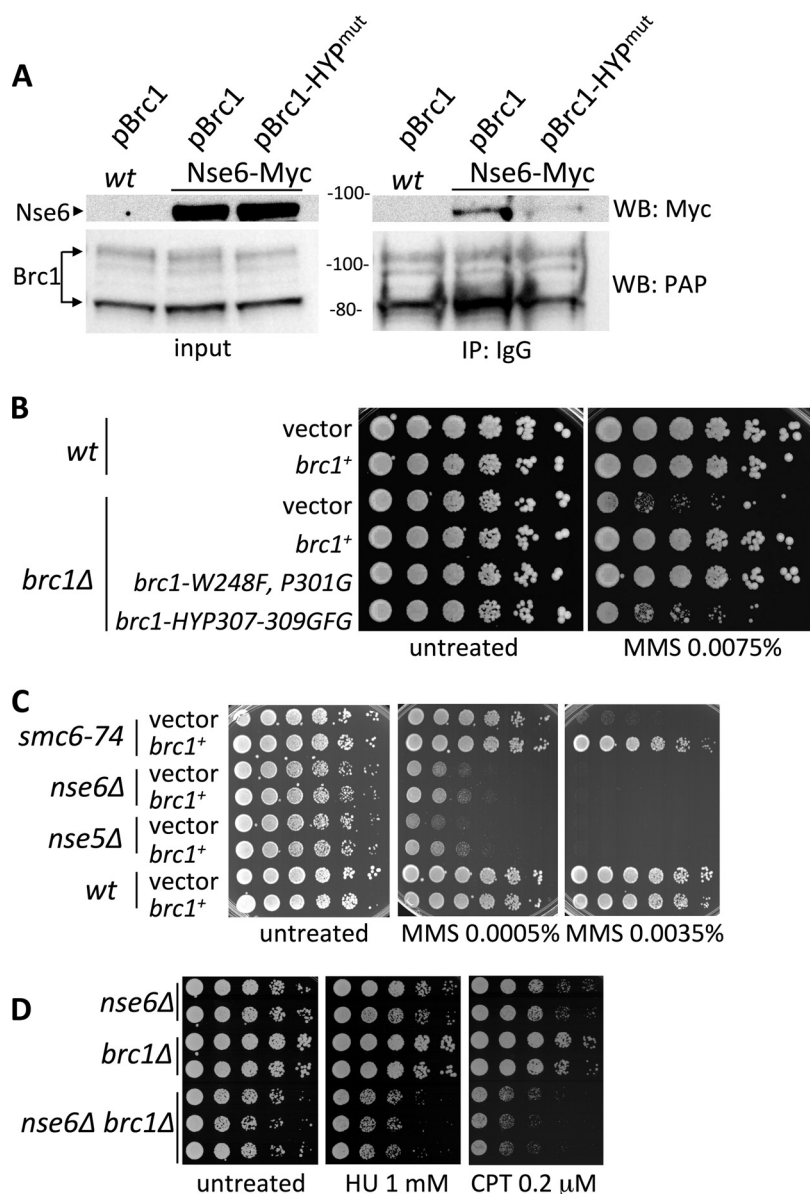 A
pBrc1
pBrc1
pBrc1-HYPmut
pBrc1
pBrc1
pBrc1-HYPmut
wt
Nse6-Myc
-100-
wt
Nse6-Myc
Nse6
WB: Myc
Brc1
-100-
WB: PAP
-80-
input
IP: IgG
B
wt
vector
brc1+
brc1Δ
vector
brc1+
brc1-W248F, P301G
brc1-HYP307-309GFG
untreated
MMS 0.0075%
C
smc6-74
vector
brc1+
nse6Δ
vector
brc1+
nse5Δ
vector
brc1+
wt
vector
brc1+
untreated
MMS 0.0005%
MMS 0.0035%
D
nse6Δ
brc1Δ
nse6Δ brc1Δ
untreated
HU 1 mM
CPT 0.2 μM